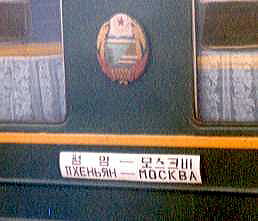 평 양 — 모스크바
ПХЕНЬЯН — МОСКВА